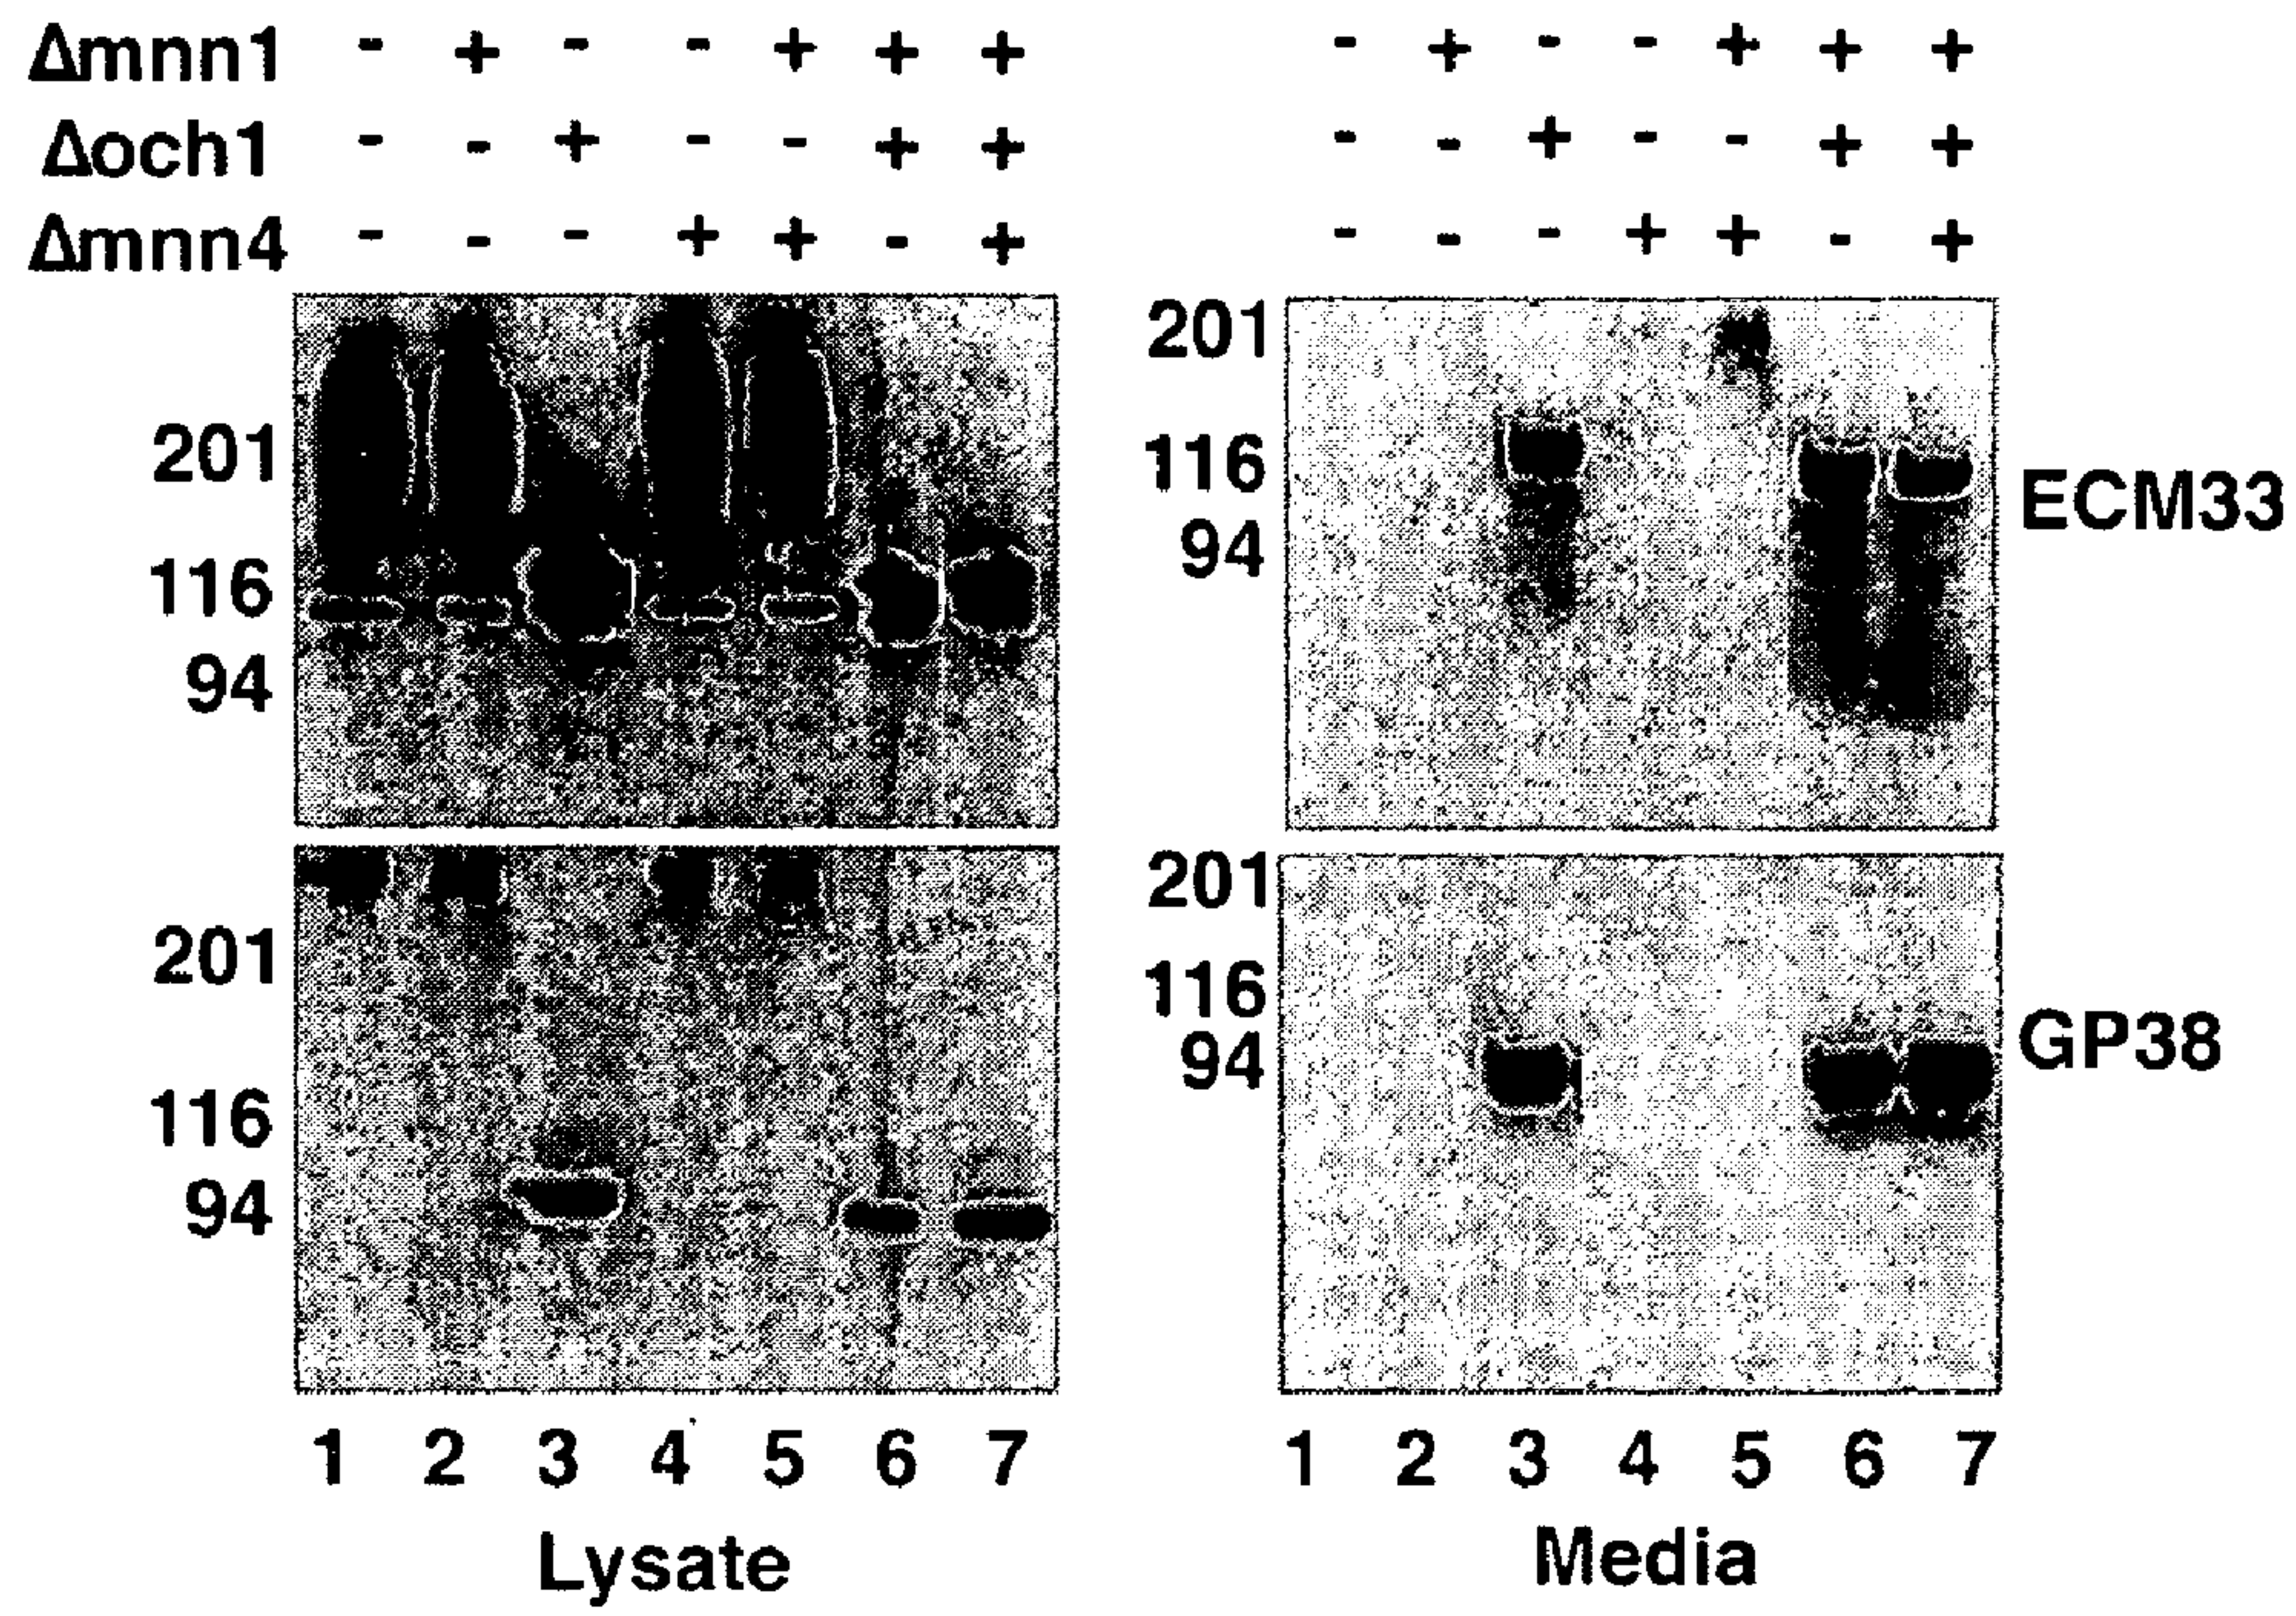 Δmnn1 - + - - + + + - + - - + + +
Δoch1 - - + - - + + - - + - - + +
Δmnn4 - - - + + - + - - - + + - +
201
116
94
201
116
94
ECM33
201
116
94
201
116
94
GP38
1 2 3 4 5 6 7 1 2 3 4 5 6 7
Lysate Media